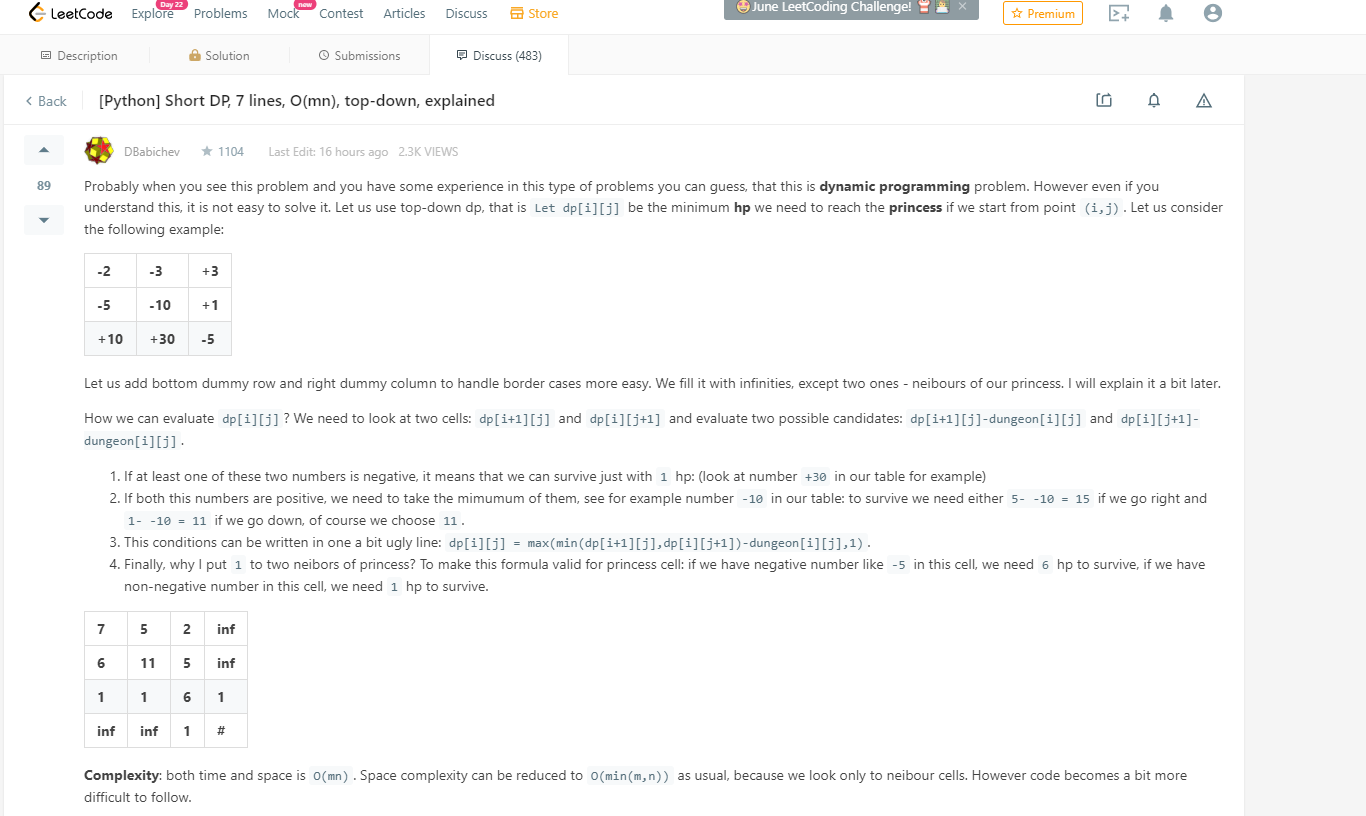 LeetCode Explore Day 22 Problems Mock new Contest Articles Discuss Store June LeetCoding Challenge! × Premium
Description Solution Submissions Discuss (483)
Back [Python] Short DP, 7 lines, O(mn), top-down, explained
DBabichev 1104 Last Edit: 16 hours ago 2.3K VIEWS
89
Probably when you see this problem and you have some experience in this type of problems you can guess, that this is dynamic programming problem. However even if you
understand this, it is not easy to solve it. Let us use top-down dp, that is Let dp[i][j] be the minimum hp we need to reach the princess if we start from point (i,j). Let us consider
the following example:
-2 -3 +3
-5 -10 +1
+10 +30 -5
Let us add bottom dummy row and right dummy column to handle border cases more easy. We fill it with infinities, except two ones - neibours of our princess. I will explain it a bit later.
How we can evaluate dp[i][j]? We need to look at two cells: dp[i+1][j] and dp[i][j+1] and evaluate two possible candidates: dp[i+1][j]-dungeon[i][j] and dp[i][j+1]-
dungeon[i][j].
1. If at least one of these two numbers is negative, it means that we can survive just with 1 hp: (look at number +30 in our table for example)
2. If both this numbers are positive, we need to take the mimumum of them, see for example number -10 in our table: to survive we need either 5- -10 = 15 if we go right and
1- -10 = 11 if we go down, of course we choose 11.
3. This conditions can be written in one a bit ugly line: dp[i][j] = max(min(dp[i+1][j],dp[i][j+1])-dungeon[i][j],1).
4. Finally, why I put 1 to two neibors of princess? To make this formula valid for princess cell: if we have negative number like -5 in this cell, we need 6 hp to survive, if we have
non-negative number in this cell, we need 1 hp to survive.
7 5 2 inf
6 11 5 inf
1 1 6 1
inf inf 1 #
Complexity: both time and space is O(mn). Space complexity can be reduced to O(min(m,n)) as usual, because we look only to neibour cells. However code becomes a bit more
difficult to follow.